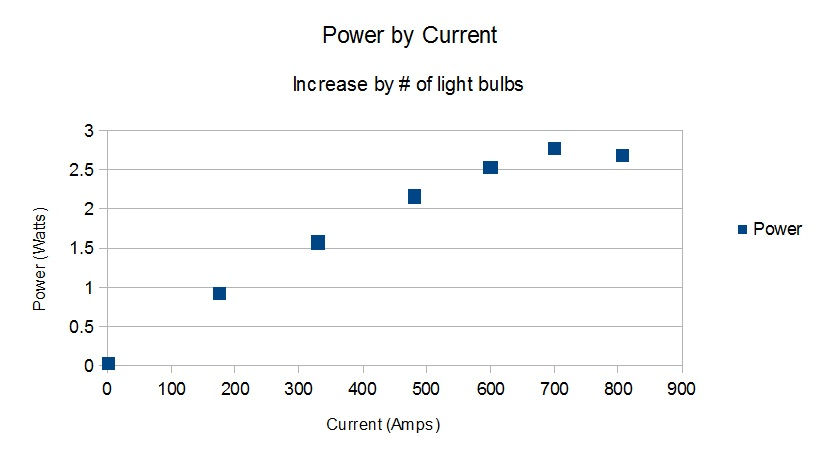 Power by Current
Increase by # of light bulbs
3
2.5
2
1.5
1
0.5
0
Power (Watts)
0 100 200 300 400 500 600 700 800 900
Current (Amps)
Power